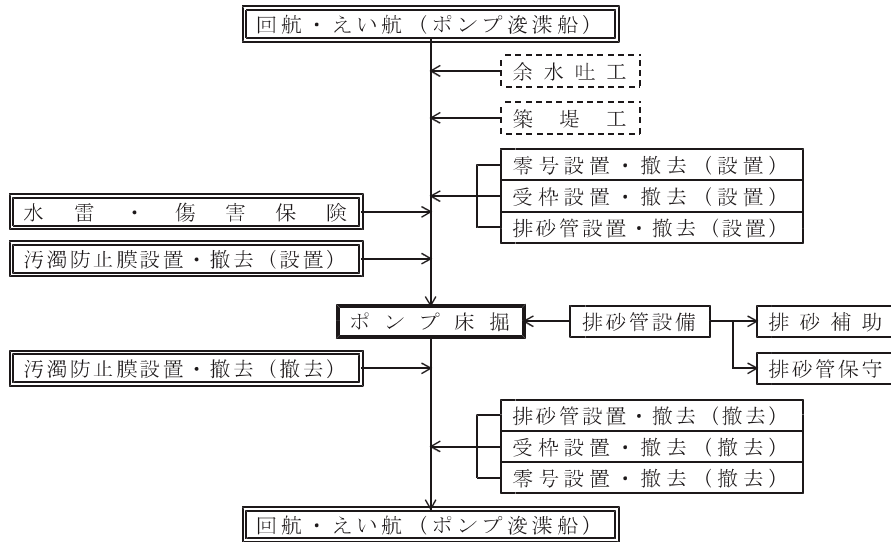 回航・えい航（ポンプ浚渫船）
余水吐工
築堤工
零号設置・撤去（設置）
受枠設置・撤去（設置）
排砂管設置・撤去（設置）
水雷・傷害保険
汚濁防止膜設置・撤去（設置）
ポンプ床掘
排砂管設備
排砂補助
排砂管保守
汚濁防止膜設置・撤去（撤去）
排砂管設置・撤去（撤去）
受枠設置・撤去（撤去）
零号設置・撤去（撤去）
回航・えい航（ポンプ浚渫船）